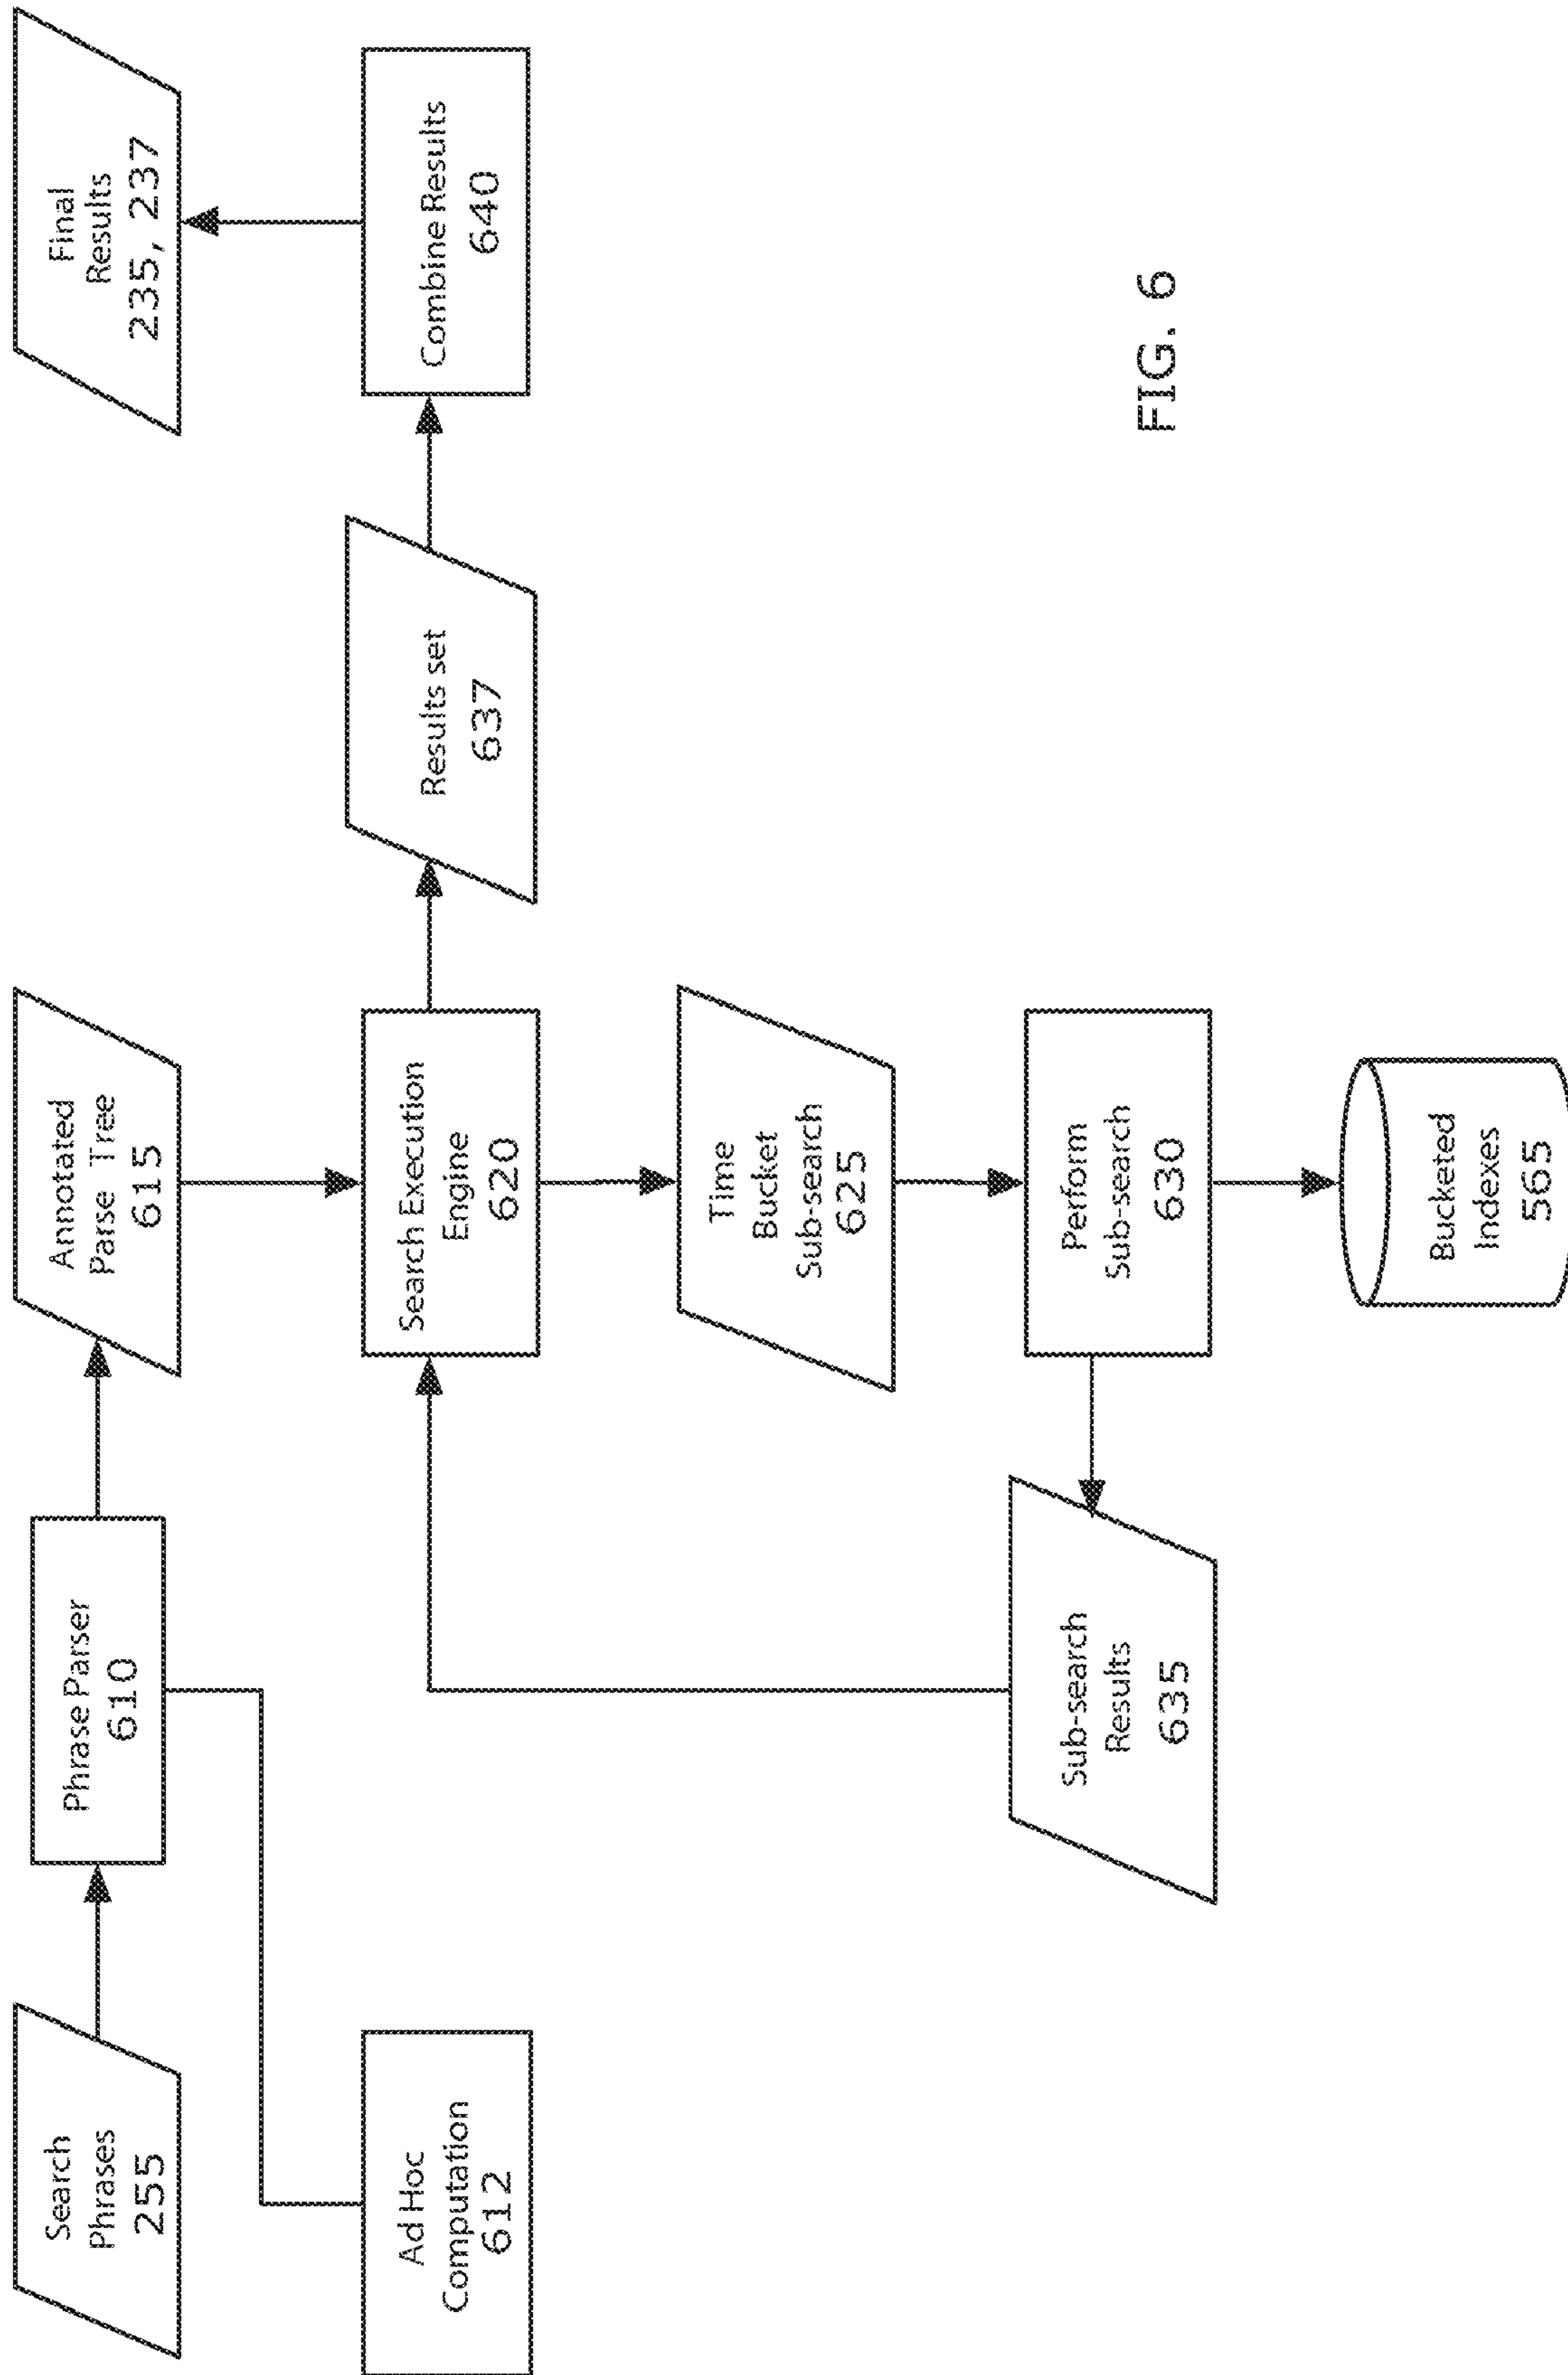 Search
Phrases
255
Phrase Parser
610
Annotated
Parse Tree
615
Final
Results
235, 237
Ad Hoc
Computation
612
Search Execution
Engine
620
Results set
637
Combine Results
640
Time
Bucket
Sub-search
625
Sub-search
Results
635
Perform
Sub-search
630
Bucketed
Indexes
565
FIG. 6